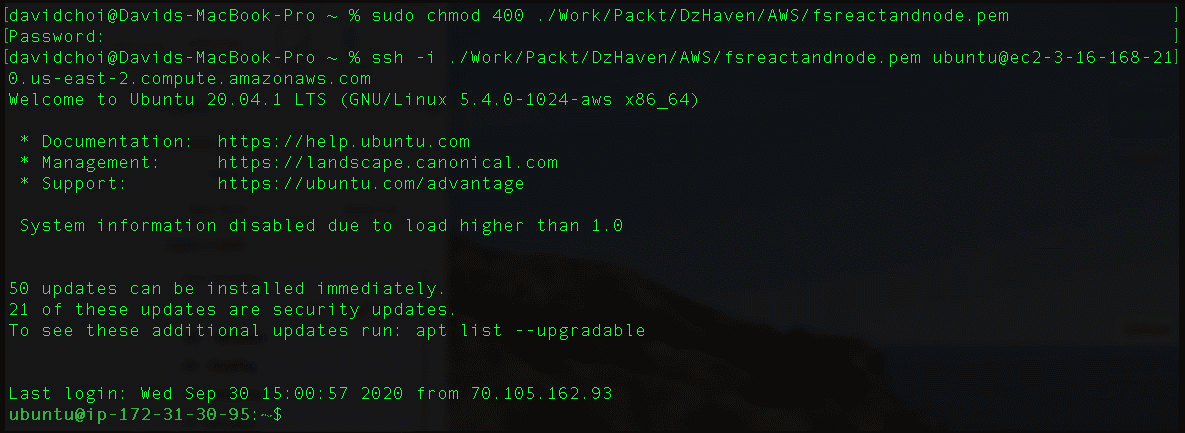 [davidchoi@Davids-MacBook-Pro ~ % sudo chmod 400 ./Work/Packt/DzHaven/AWS/fsreactandnode.pem ]
[Password: ]
[davidchoi@Davids-MacBook-Pro ~ % ssh -i ./Work/Packt/DzHaven/AWS/fsreactandnode.pem ubuntu@ec2-3-16-168-21]
0.us-east-2.compute.amazonaws.com
Welcome to Ubuntu 20.04.1 LTS (GNU/Linux 5.4.0-1024-aws x86_64)
* Documentation: https://help.ubuntu.com
* Management: https://landscape.canonical.com
* Support: https://ubuntu.com/advantage
System information disabled due to load higher than 1.0
50 updates can be installed immediately.
21 of these updates are security updates.
To see these additional updates run: apt list --upgradable
Last login: Wed Sep 30 15:00:57 2020 from 70.105.162.93
ubuntu@ip-172-31-30-95:~$